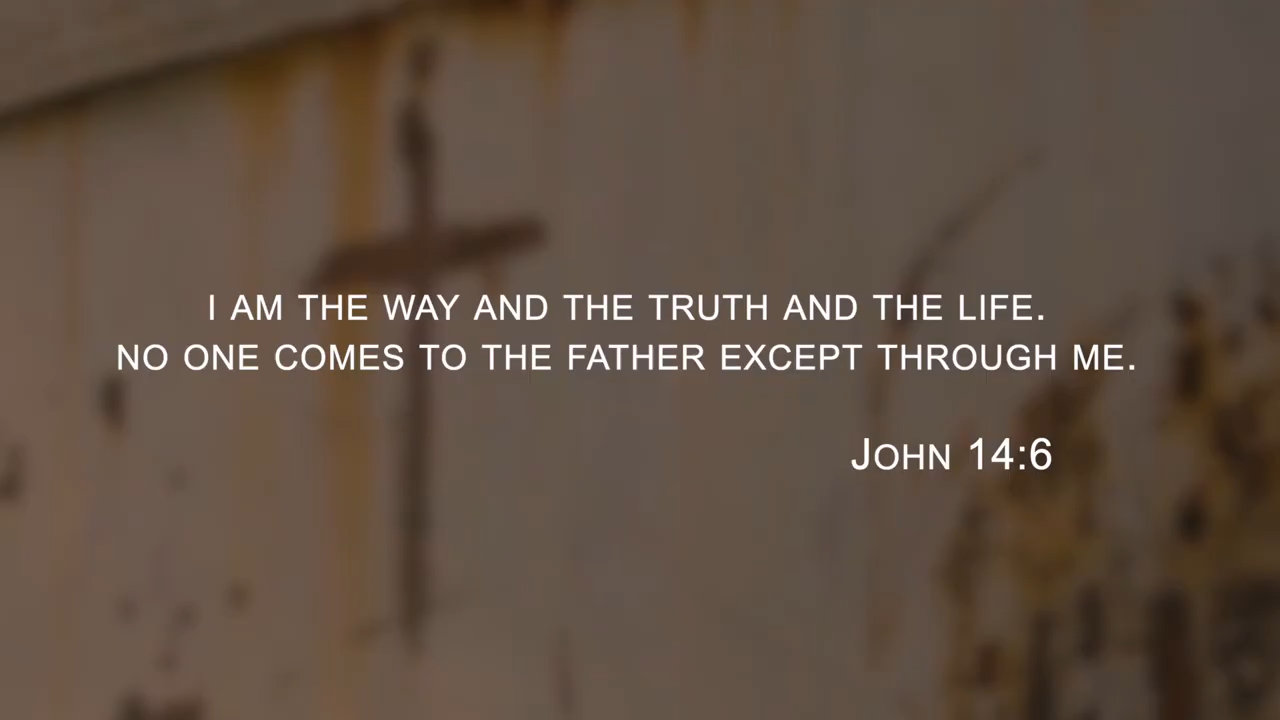 I AM THE WAY AND THE TRUTH AND THE LIFE.
NO ONE COMES TO THE FATHER EXCEPT THROUGH ME.
JOHN 14:6